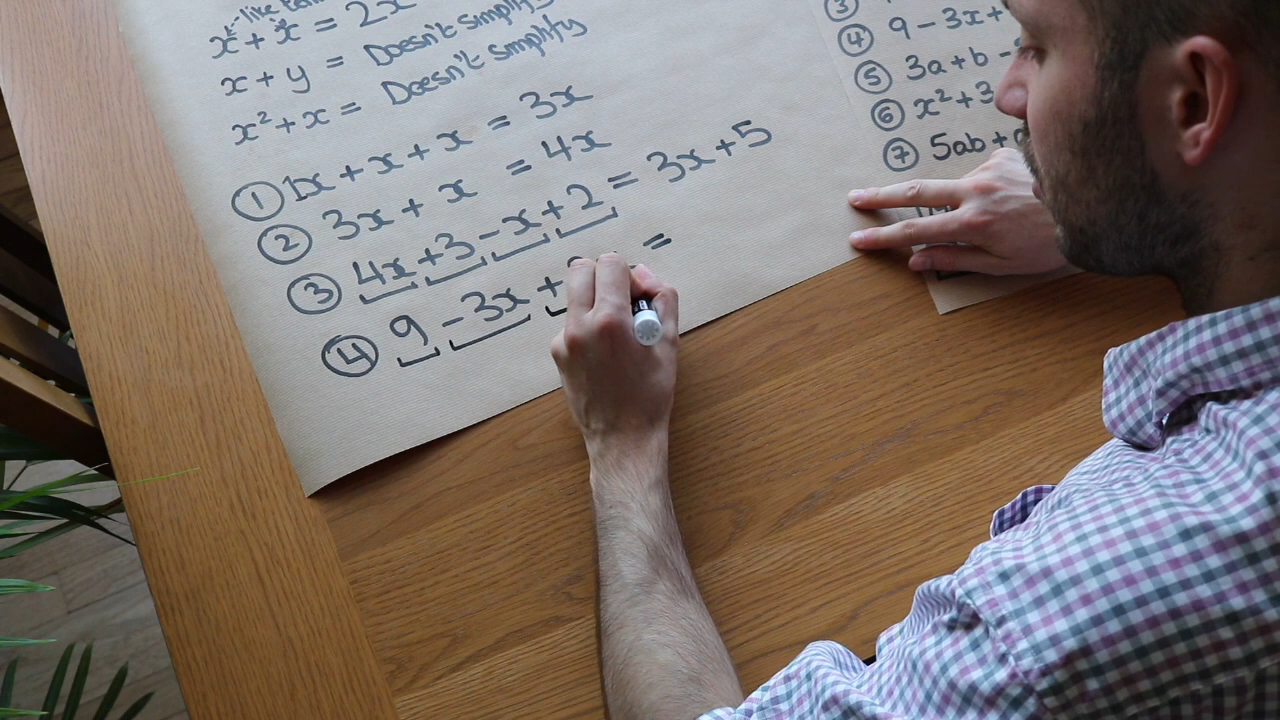 x + x = 2x
x + y = Doesn't simplify
x² + x = Doesn't simplify
① 1x + x + x = 3x
② 3x + x = 4x
③ 4x + 3 - x + 2 = 3x + 5
④ 9 - 3x + =
③
④ 9 - 3x +
⑤ 3a + b -
⑥ x² + 3
⑦ 5ab +